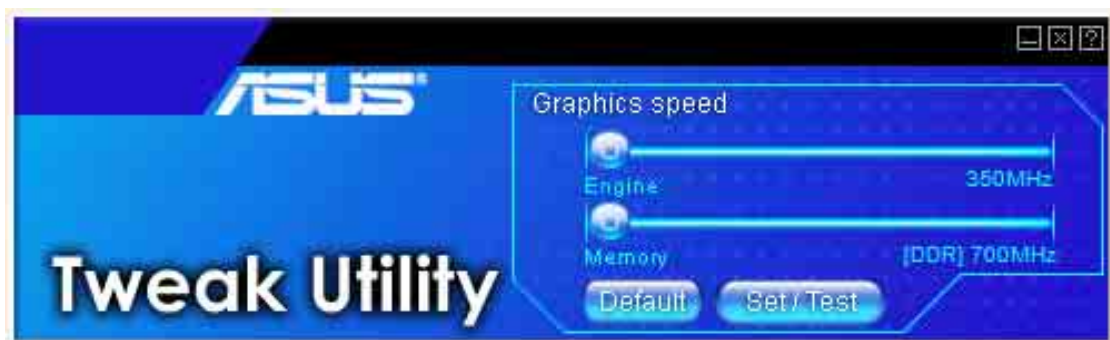 ASUS
Tweak Utility
Graphics speed
Engine 350MHz
Memory [DDR] 700MHz
Default Set / Test